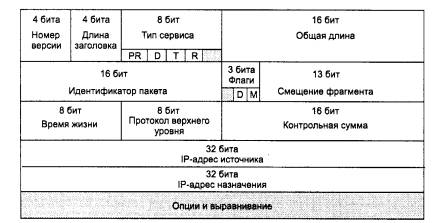 4 бита
Номер
версии
4 бита
Длина
заголовка
8 бит
Тип сервиса
PR D T R
16 бит
Общая длина
16 бит
Идентификатор пакета
3 бита
Флаги
D M
13 бит
Смещение фрагмента
8 бит
Время жизни
8 бит
Протокол верхнего
уровня
16 бит
Контрольная сумма
32 бита
IP-адрес источника
32 бита
IP-адрес назначения
Опции и выравнивание